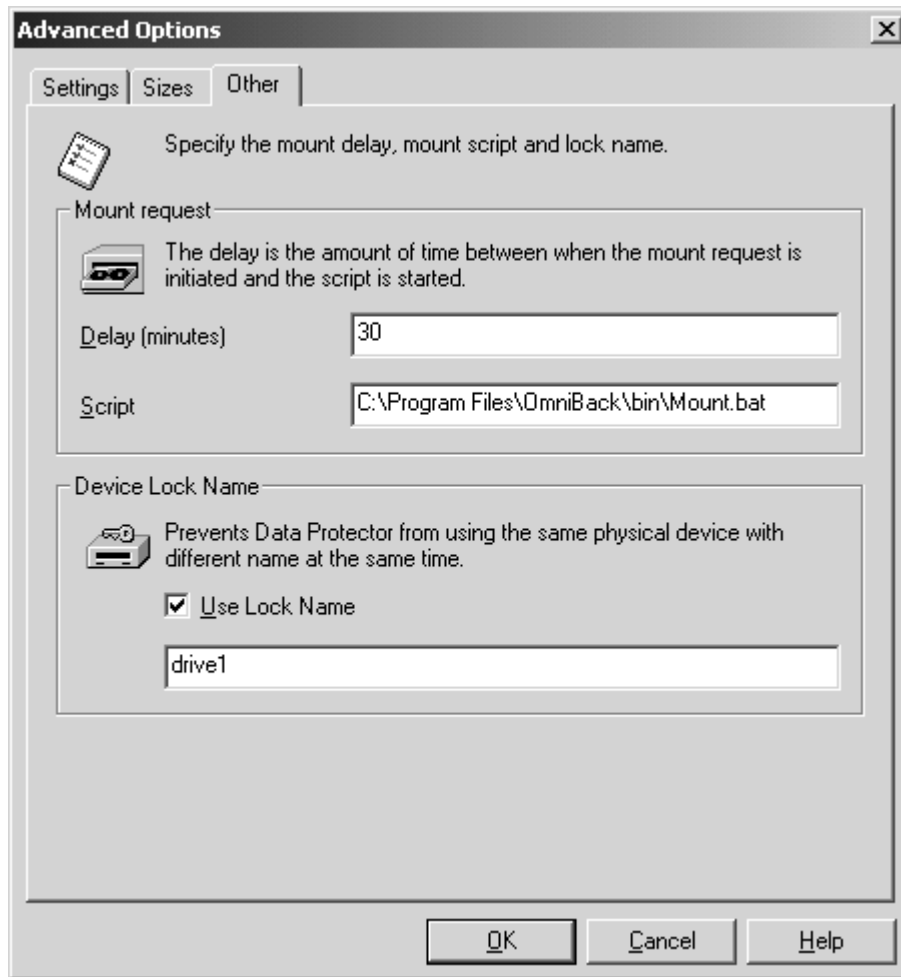 Advanced Options
Settings Sizes Other
Specify the mount delay, mount script and lock name.
Mount request
The delay is the amount of time between when the mount request is
initiated and the script is started.
Delay (minutes) 30
Script C:\Program Files\OmniBack\bin\Mount.bat
Device Lock Name
Prevents Data Protector from using the same physical device with
different name at the same time.
Use Lock Name
drive1
OK Cancel Help